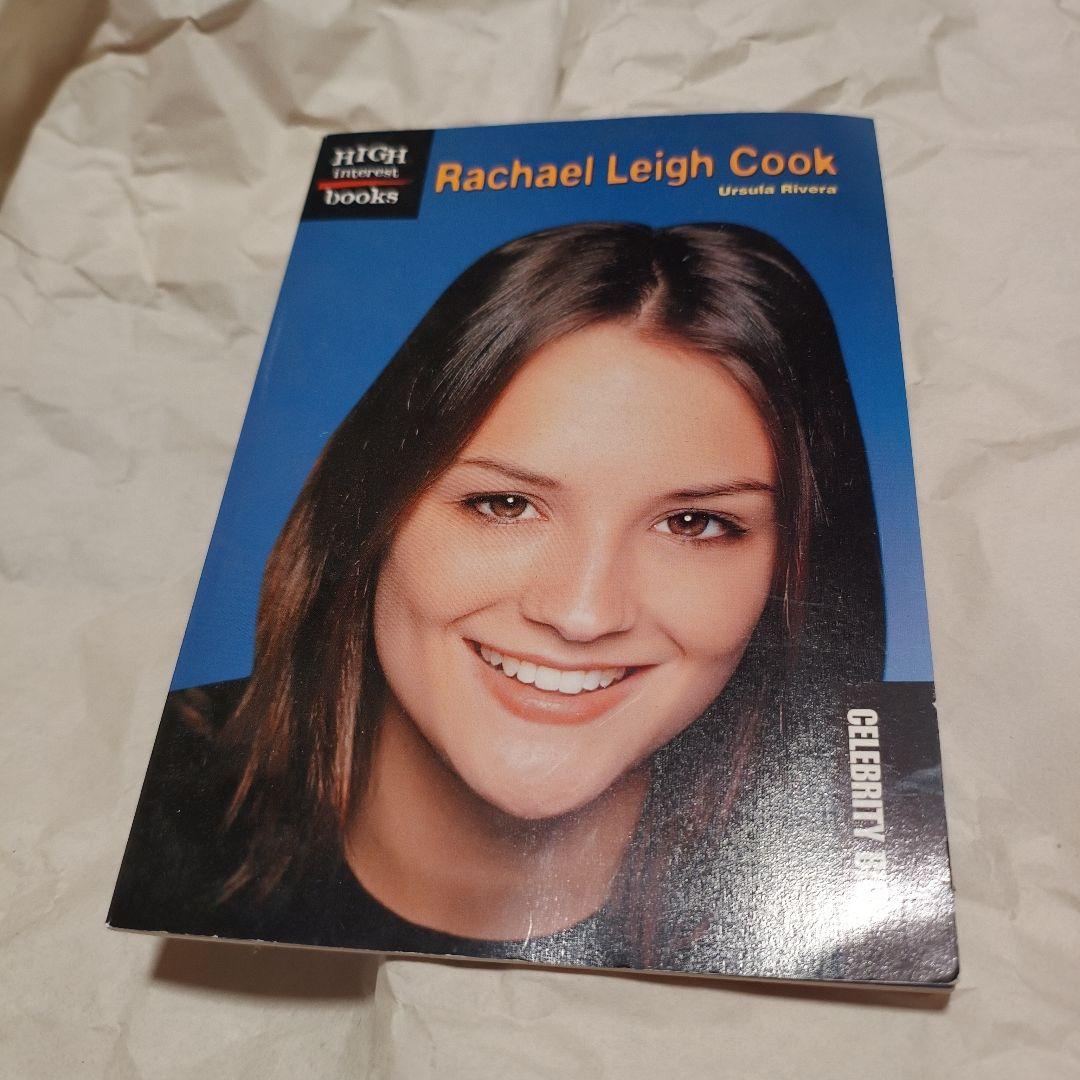 HIGH
interest
books
Rachael Leigh Cook
Ursula Rivera
CELEBRITY